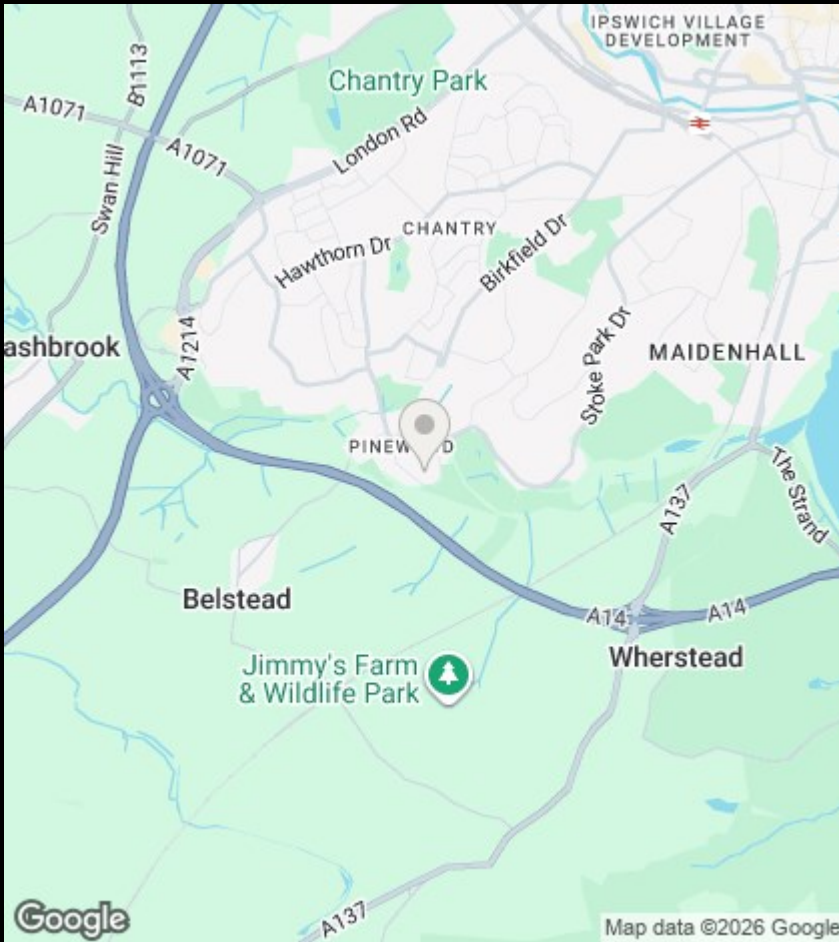 IPSWICH VILLAGE
DEVELOPMENT
B1113
Chantry Park
A1071
London Rd
A1071
Swan Hill
CHANTRY
Hawthorn Dr
Birkfield Dr
ashbrook
A1214
Stoke Park Dr
MAIDENHALL
PINEW D
The Strand
A137
Belstead
A14
A14
Wherstead
Jimmy's Farm
& Wildlife Park
A137
Google
Map data ©2026 Google